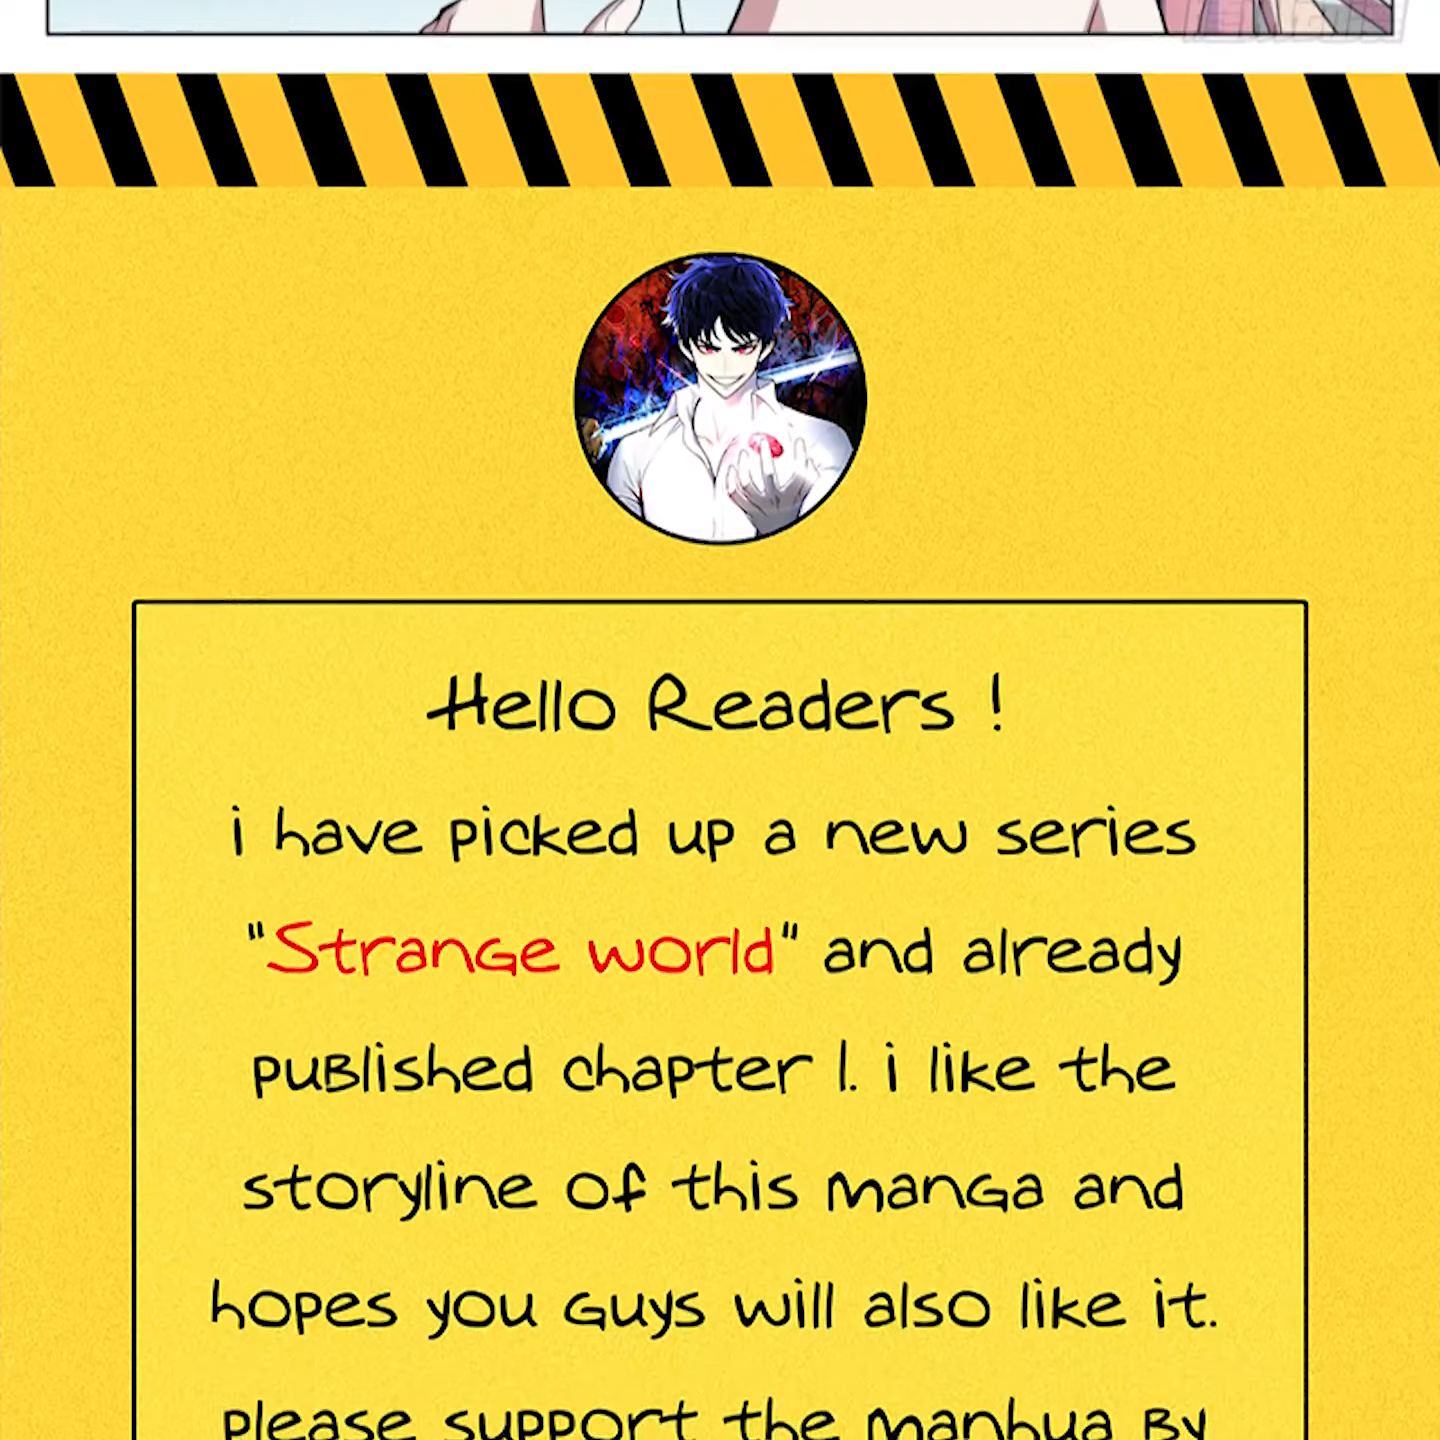 Hello Readers !
i have picked up a new series
"Strange world" and already
published chapter 1. i like the
storyline of this manga and
hopes you guys will also like it.
please support the manhua by